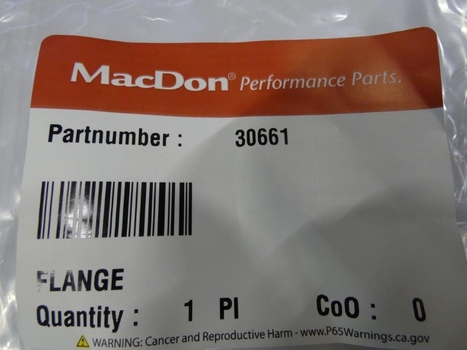 MacDon® Performance Parts.
Partnumber : 30661
FLANGE
Quantity : 1 PI CoO : 0
⚠ WARNING: Cancer and Reproductive Harm - www.P65Warnings.ca.gov